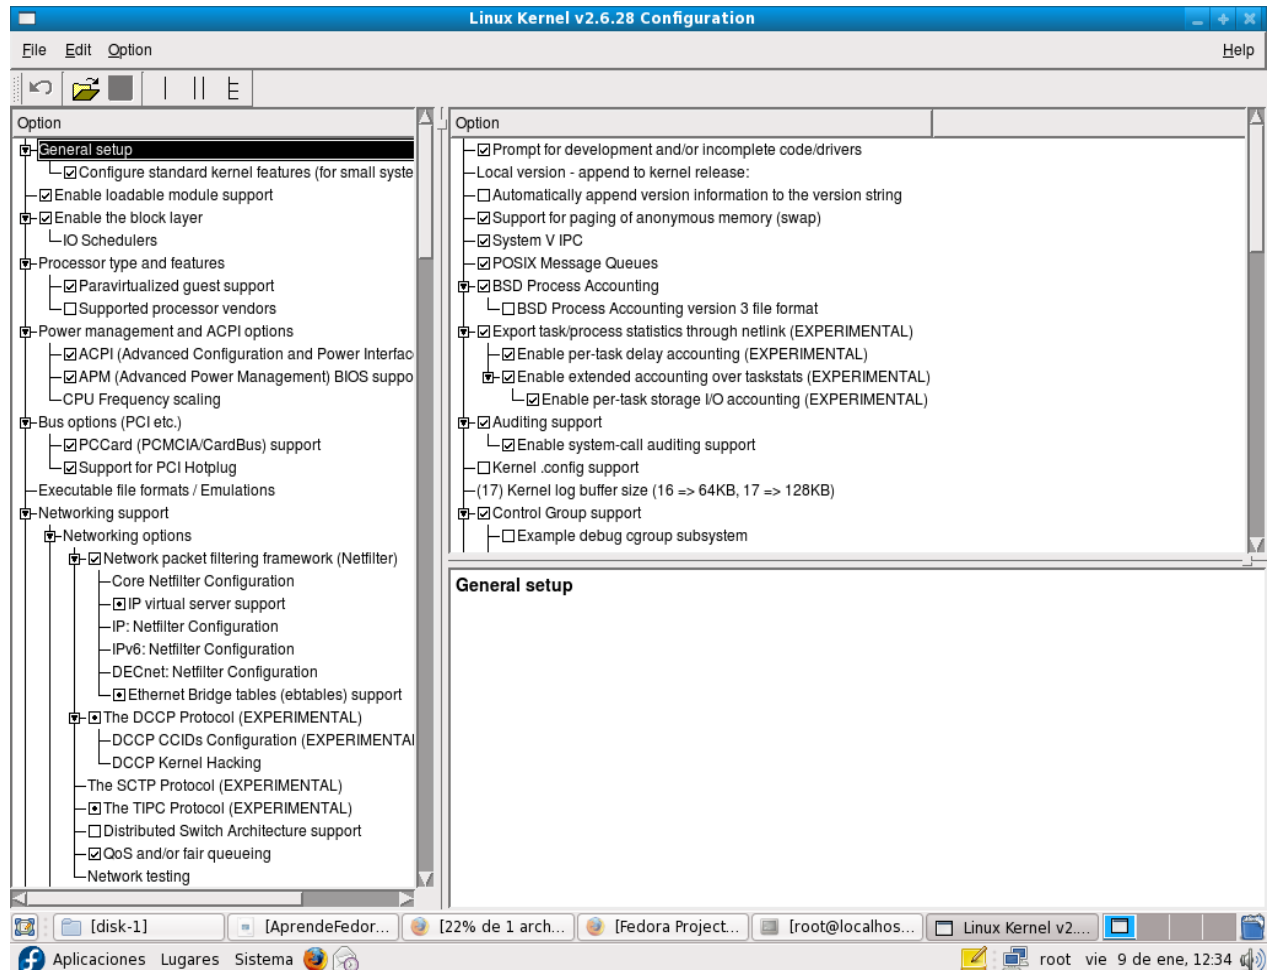 Linux Kernel v2.6.28 Configuration
File Edit Option Help
Option
General setup
Configure standard kernel features (for small syste
Enable loadable module support
Enable the block layer
IO Schedulers
Processor type and features
Paravirtualized guest support
Supported processor vendors
Power management and ACPI options
ACPI (Advanced Configuration and Power Interfac
APM (Advanced Power Management) BIOS suppo
CPU Frequency scaling
Bus options (PCI etc.)
PCCard (PCMCIA/CardBus) support
Support for PCI Hotplug
Executable file formats / Emulations
Networking support
Networking options
Network packet filtering framework (Netfilter)
Core Netfilter Configuration
IP virtual server support
IP: Netfilter Configuration
IPv6: Netfilter Configuration
DECnet: Netfilter Configuration
Ethernet Bridge tables (ebtables) support
The DCCP Protocol (EXPERIMENTAL)
DCCP CCIDs Configuration (EXPERIMENTAL
DCCP Kernel Hacking
The SCTP Protocol (EXPERIMENTAL)
The TIPC Protocol (EXPERIMENTAL)
Distributed Switch Architecture support
QoS and/or fair queueing
Network testing
Option
Prompt for development and/or incomplete code/drivers
Local version - append to kernel release:
Automatically append version information to the version string
Support for paging of anonymous memory (swap)
System V IPC
POSIX Message Queues
BSD Process Accounting
BSD Process Accounting version 3 file format
Export task/process statistics through netlink (EXPERIMENTAL)
Enable per-task delay accounting (EXPERIMENTAL)
Enable extended accounting over taskstats (EXPERIMENTAL)
Enable per-task storage I/O accounting (EXPERIMENTAL)
Auditing support
Enable system-call auditing support
Kernel .config support
(17) Kernel log buffer size (16 => 64KB, 17 => 128KB)
Control Group support
Example debug cgroup subsystem
General setup
[disk-1] [AprendeFedor... [22% de 1 arch... [Fedora Project... [root@localhos... Linux Kernel v2....
Aplicaciones Lugares Sistema root vie 9 de ene, 12:34